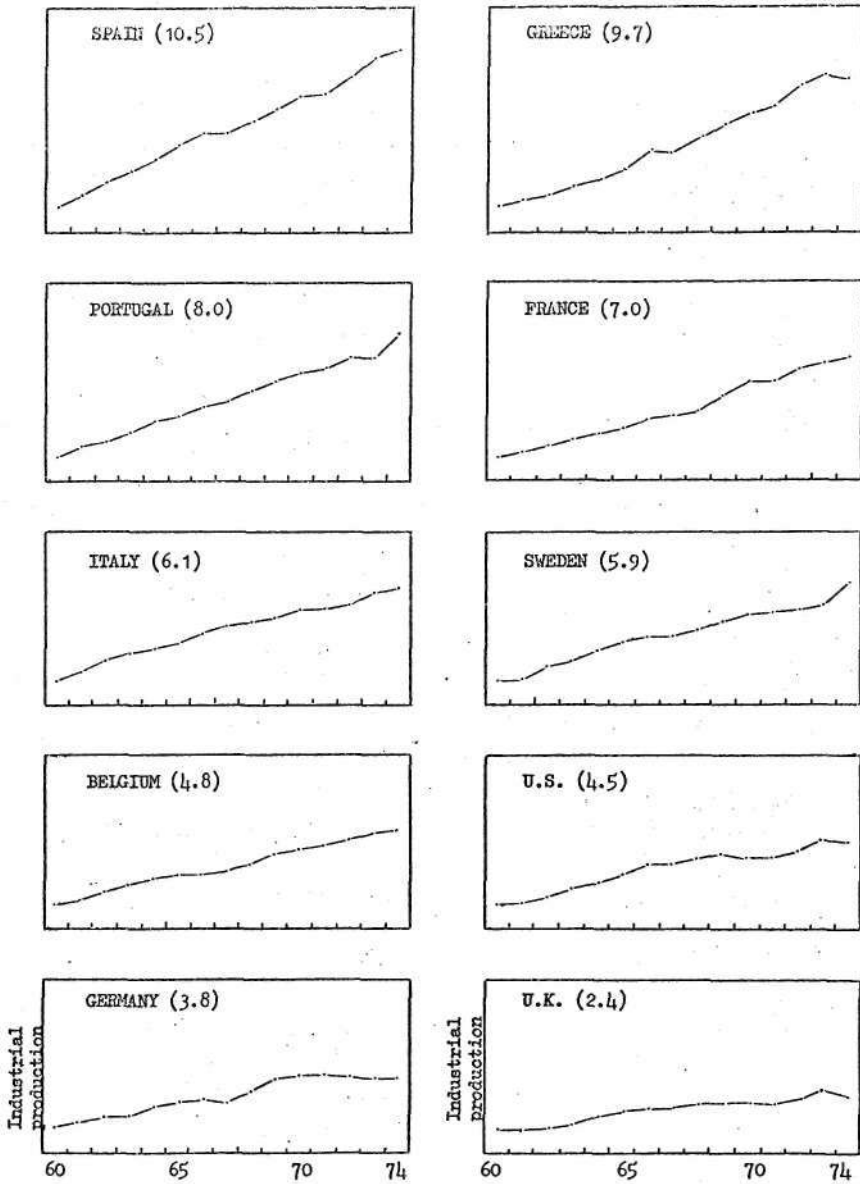 SPAIN (10.5)
GREECE (9.7)
PORTUGAL (8.0)
FRANCE (7.0)
ITALY (6.1)
SWEDEN (5.9)
BELGIUM (4.8)
U.S. (4.5)
GERMANY (3.8)
U.K. (2.4)
Industrial
production
Industrial
production
60 65 70 74
60 65 70 74